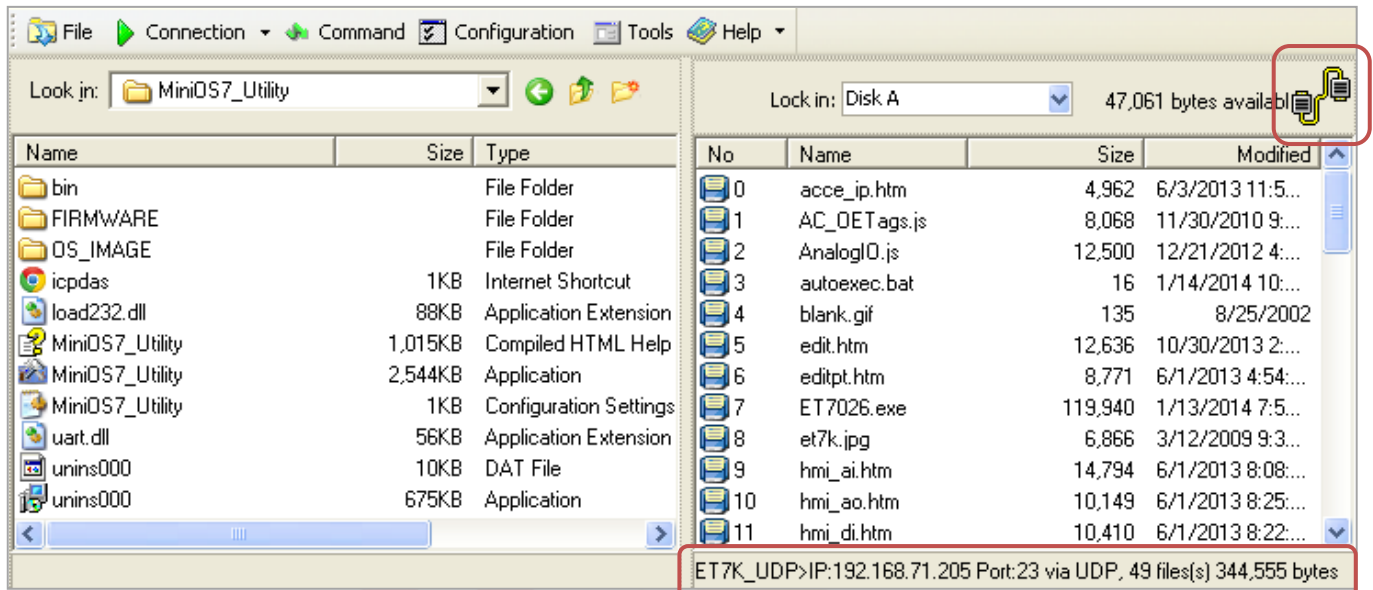 File Connection Command Configuration Tools Help
Look in: MiniOS7_Utility
Name Size Type
bin File Folder
FIRMWARE File Folder
OS_IMAGE File Folder
icpdas 1KB Internet Shortcut
load232.dll 88KB Application Extension
MiniOS7_Utility 1,015KB Compiled HTML Help
MiniOS7_Utility 2,544KB Application
MiniOS7_Utility 1KB Configuration Settings
uart.dll 56KB Application Extension
unins000 10KB DAT File
unins000 675KB Application
Lock in: Disk A 47,061 bytes availabl
No Name Size Modified
0 acce_ip.htm 4,962 6/3/2013 11:5...
1 AC_OETags.js 8,068 11/30/2010 9:...
2 AnalogIO.js 12,500 12/21/2012 4:...
3 autoexec.bat 16 1/14/2014 10:...
4 blank.gif 135 8/25/2002
5 edit.htm 12,636 10/30/2013 2:...
6 editpt.htm 8,771 6/1/2013 4:54:...
7 ET7026.exe 119,940 1/13/2014 7:5...
8 et7k.jpg 6,866 3/12/2009 9:3...
9 hmi_ai.htm 14,794 6/1/2013 8:08:...
10 hmi_ao.htm 10,149 6/1/2013 8:25:...
11 hmi_di.htm 10,410 6/1/2013 8:22:...
ET7K_UDP>IP:192.168.71.205 Port:23 via UDP, 49 files(s) 344,555 bytes